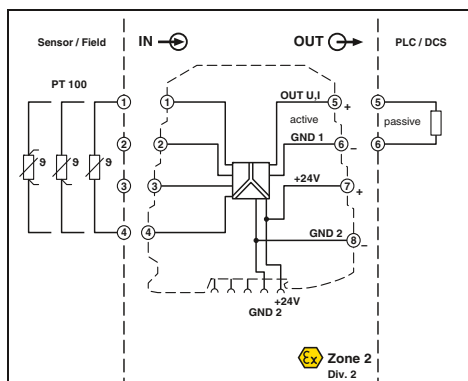 Sensor / Field
IN
OUT
PLC / DCS
PT 100
1
1
OUT U,I
5
+
5
active
passive
2
2
GND 1
6
–
6
ϑ
ϑ
ϑ
3
3
+24V
7
+
4
4
GND 2
8
–
+24V
GND 2
Ex
Zone 2
Div. 2